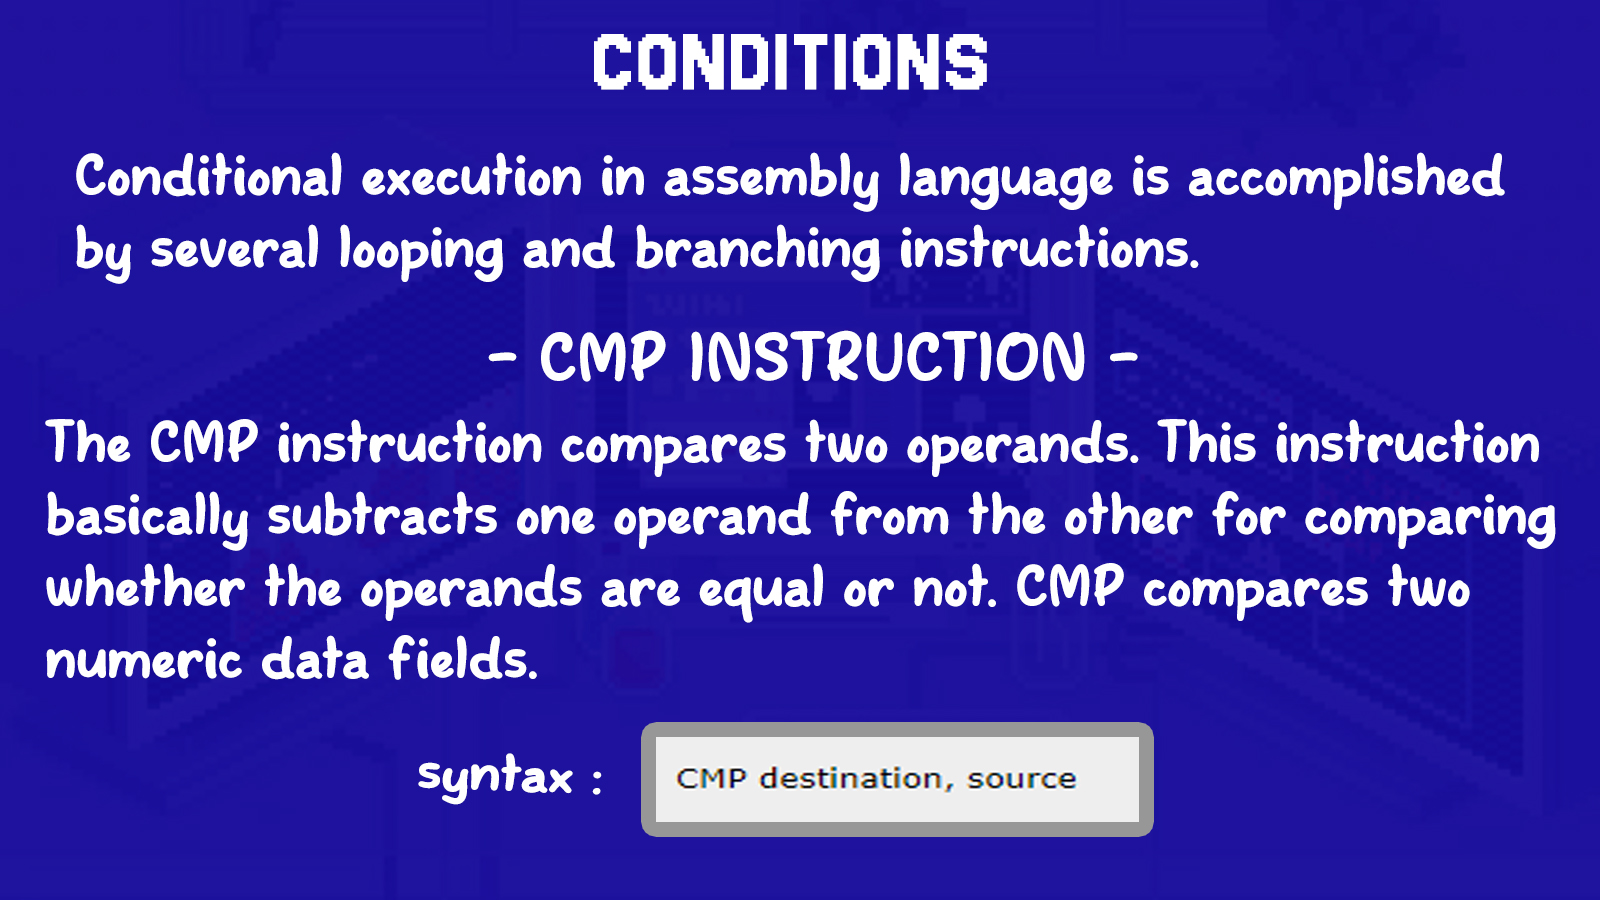 CONDITIONS
Conditional execution in assembly language is accomplished
by several looping and branching instructions.
- CMP INSTRUCTION -
The CMP instruction compares two operands. This instruction
basically subtracts one operand from the other for comparing
whether the operands are equal or not. CMP compares two
numeric data fields.
syntax : CMP destination, source